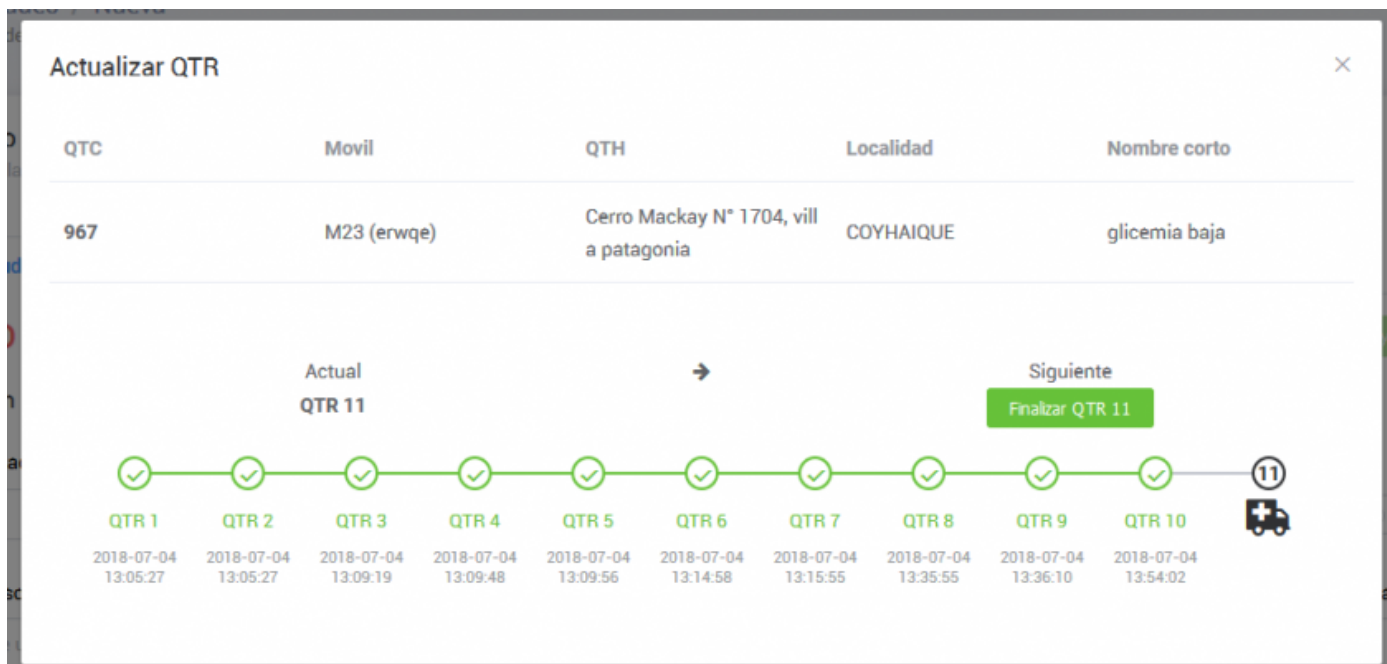 Nueva
Actualizar QTR
QTC Movil QTH Localidad Nombre corto
967 M23 (erwqe) Cerro Mackay N° 1704, vill COYHAIQUE glicemia baja
a patagonia
Actual Siguiente
QTR 11 Finalizar QTR 11
11
QTR 1 QTR 2 QTR 3 QTR 4 QTR 5 QTR 6 QTR 7 QTR 8 QTR 9 QTR 10
2018-07-04 2018-07-04 2018-07-04 2018-07-04 2018-07-04 2018-07-04 2018-07-04 2018-07-04 2018-07-04 2018-07-04
13:05:27 13:05:27 13:09:19 13:09:48 13:09:56 13:14:58 13:15:55 13:35:55 13:36:10 13:54:02